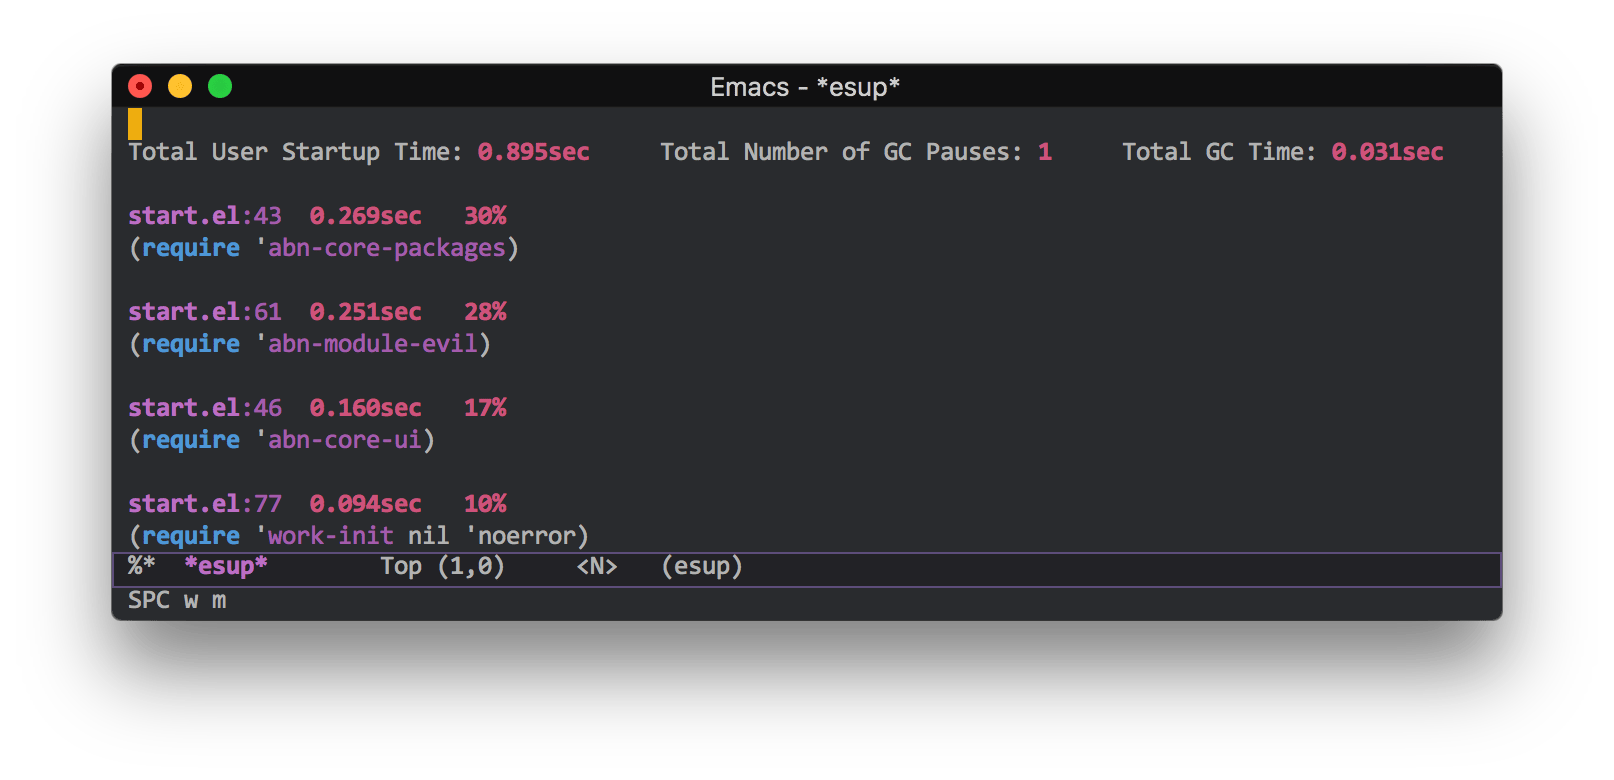 Emacs - *esup*
Total User Startup Time: 0.895sec     Total Number of GC Pauses: 1     Total GC Time: 0.031sec
start.el:43  0.269sec   30%
(require 'abn-core-packages)
start.el:61  0.251sec   28%
(require 'abn-module-evil)
start.el:46  0.160sec   17%
(require 'abn-core-ui)
start.el:77  0.094sec   10%
(require 'work-init nil 'noerror)
%*  *esup*        Top (1,0)     <N>   (esup)
SPC w m